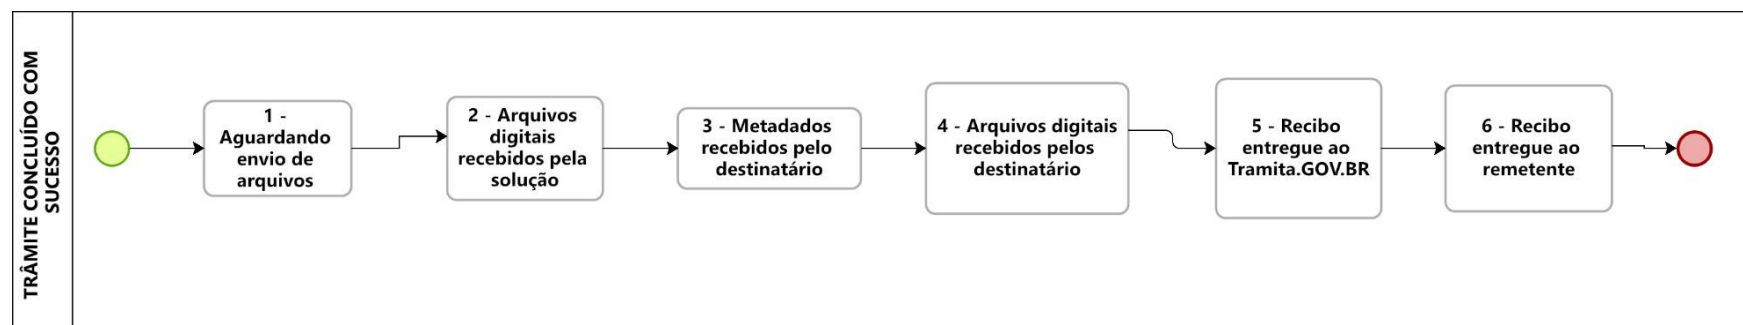 TRÂMITE CONCLUÍDO COM
SUCESSO
1 -
Aguardando
envio de
arquivos
2 - Arquivos
digitais
recebidos pela
solução
3 - Metadados
recebidos pelo
destinatário
4 - Arquivos digitais
recebidos pelos
destinatário
5 - Recibo
entregue ao
Tramita.GOV.BR
6 - Recibo
entregue ao
remetente